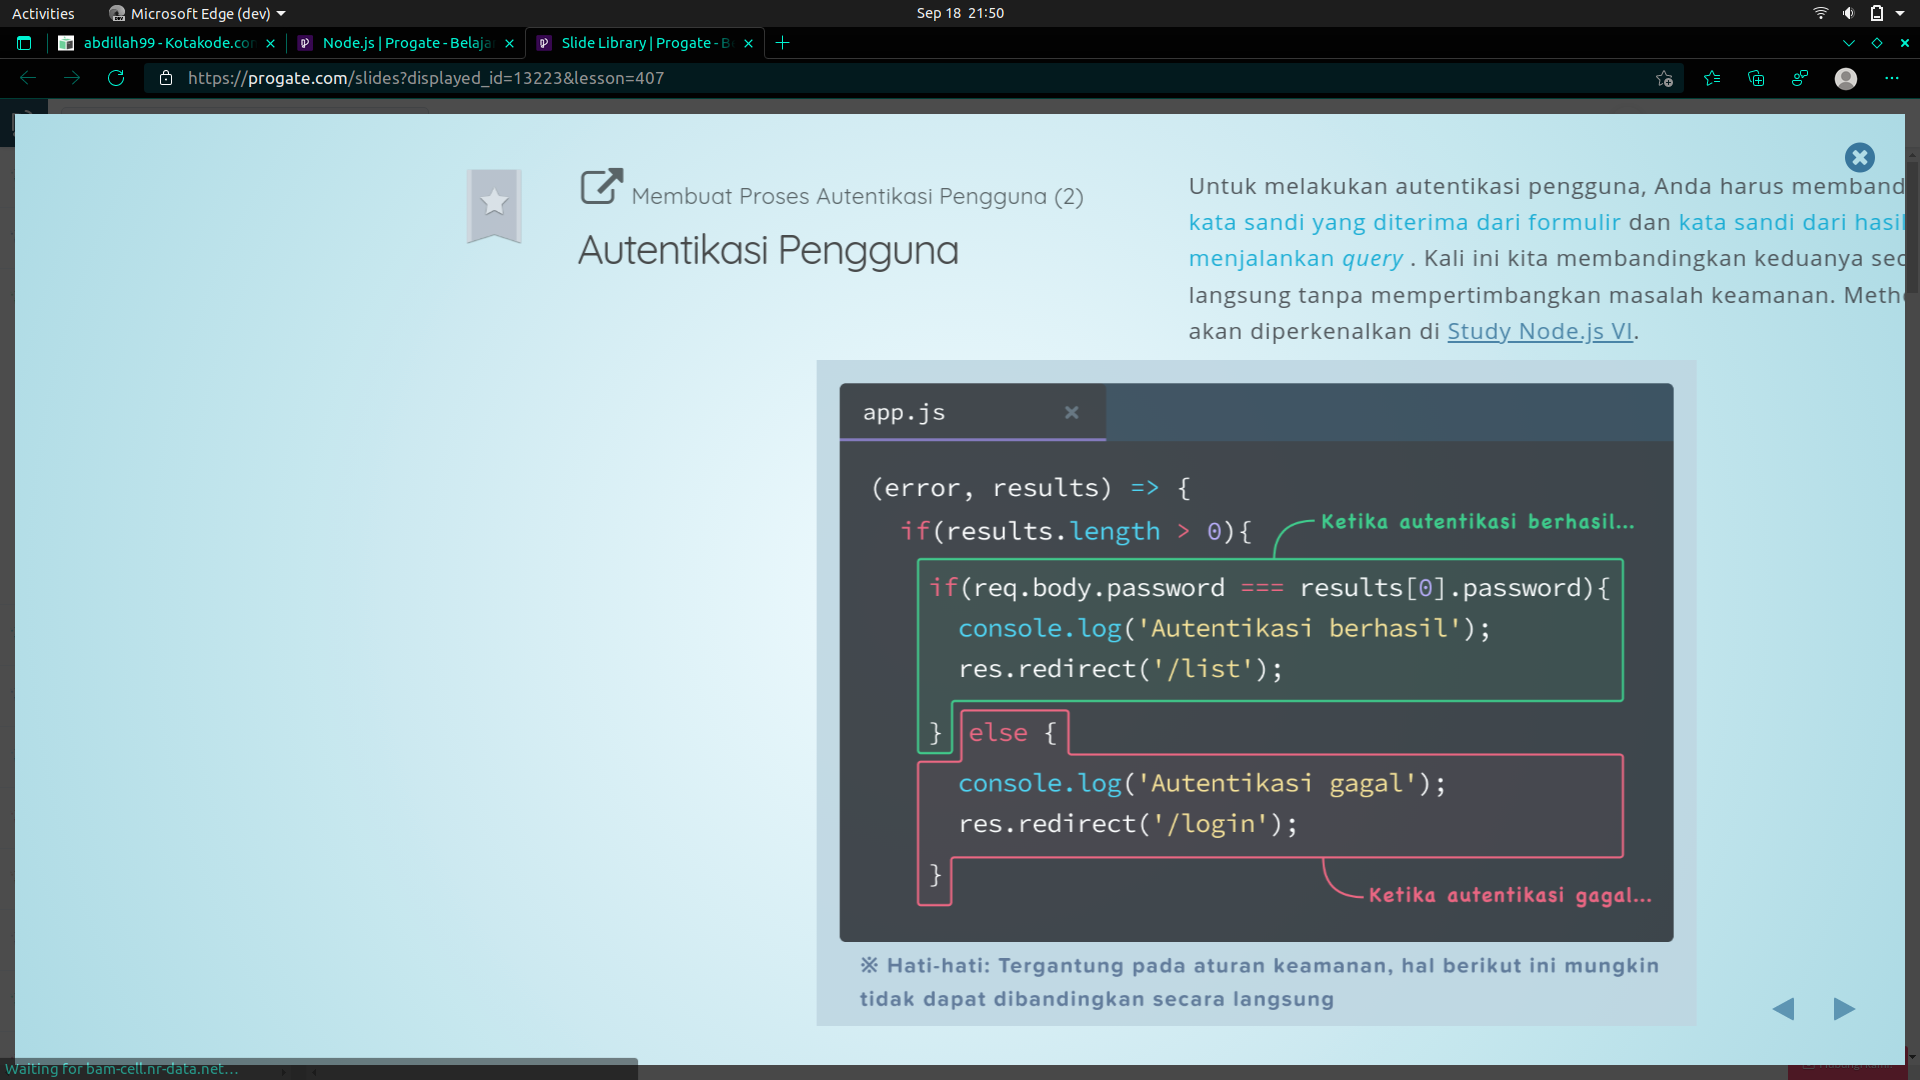 Activities
Microsoft Edge (dev)
Sep 18 21:50
abdillah99 - Kotakode.con
Node.js | Progate - Belaja
Slide Library | Progate - Be
https://progate.com/slides?displayed_id=13223&lesson=407
Membuat Proses Autentikasi Pengguna (2)
Autentikasi Pengguna
Untuk melakukan autentikasi pengguna, Anda harus memband
kata sandi yang diterima dari formulir dan kata sandi dari hasil
menjalankan query . Kali ini kita membandingkan keduanya sec
langsung tanpa mempertimbangkan masalah keamanan. Meth
akan diperkenalkan di Study Node.js VI.
app.js
(error, results) => {
if(results.length > 0){
Ketika autentikasi berhasil...
if(req.body.password === results[0].password){
console.log('Autentikasi berhasil');
res.redirect('/list');
} else {
console.log('Autentikasi gagal');
res.redirect('/login');
}
Ketika autentikasi gagal...
※ Hati-hati: Tergantung pada aturan keamanan, hal berikut ini mungkin
tidak dapat dibandingkan secara langsung
Waiting for bam-cell.nr-data.net...